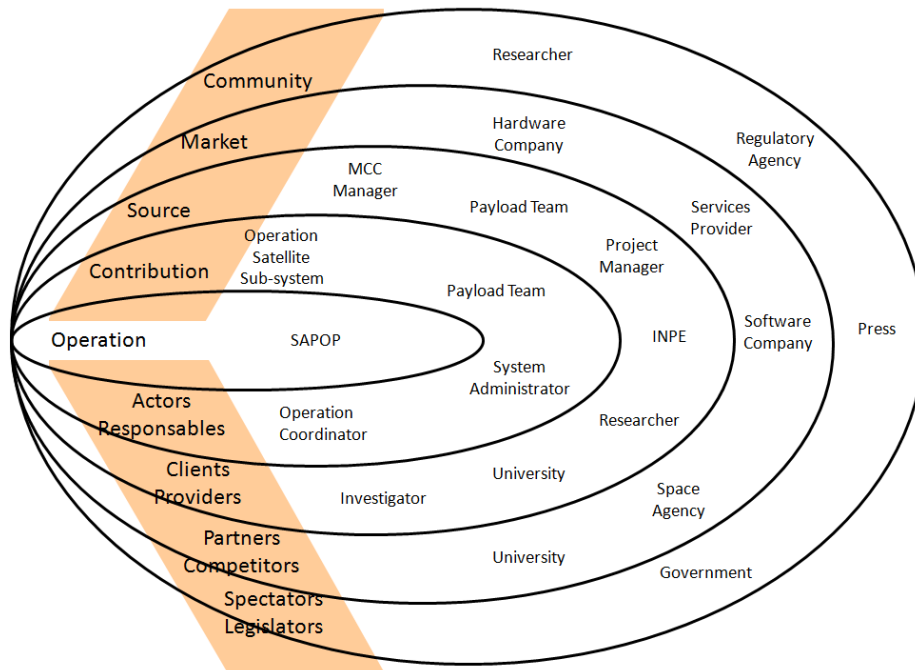 Community
Researcher
Market
Hardware
Company
Regulatory
Agency
Source
MCC
Manager
Payload Team
Services
Provider
Contribution
Operation
Satellite
Sub-system
Project
Manager
Payload Team
Operation
SAPOP
INPE
Software
Company
Press
System
Administrator
Actors
Responsables
Operation
Coordinator
Researcher
Clients
Providers
Investigator
University
Space
Agency
Partners
Competitors
University
Government
Spectators
Legislators